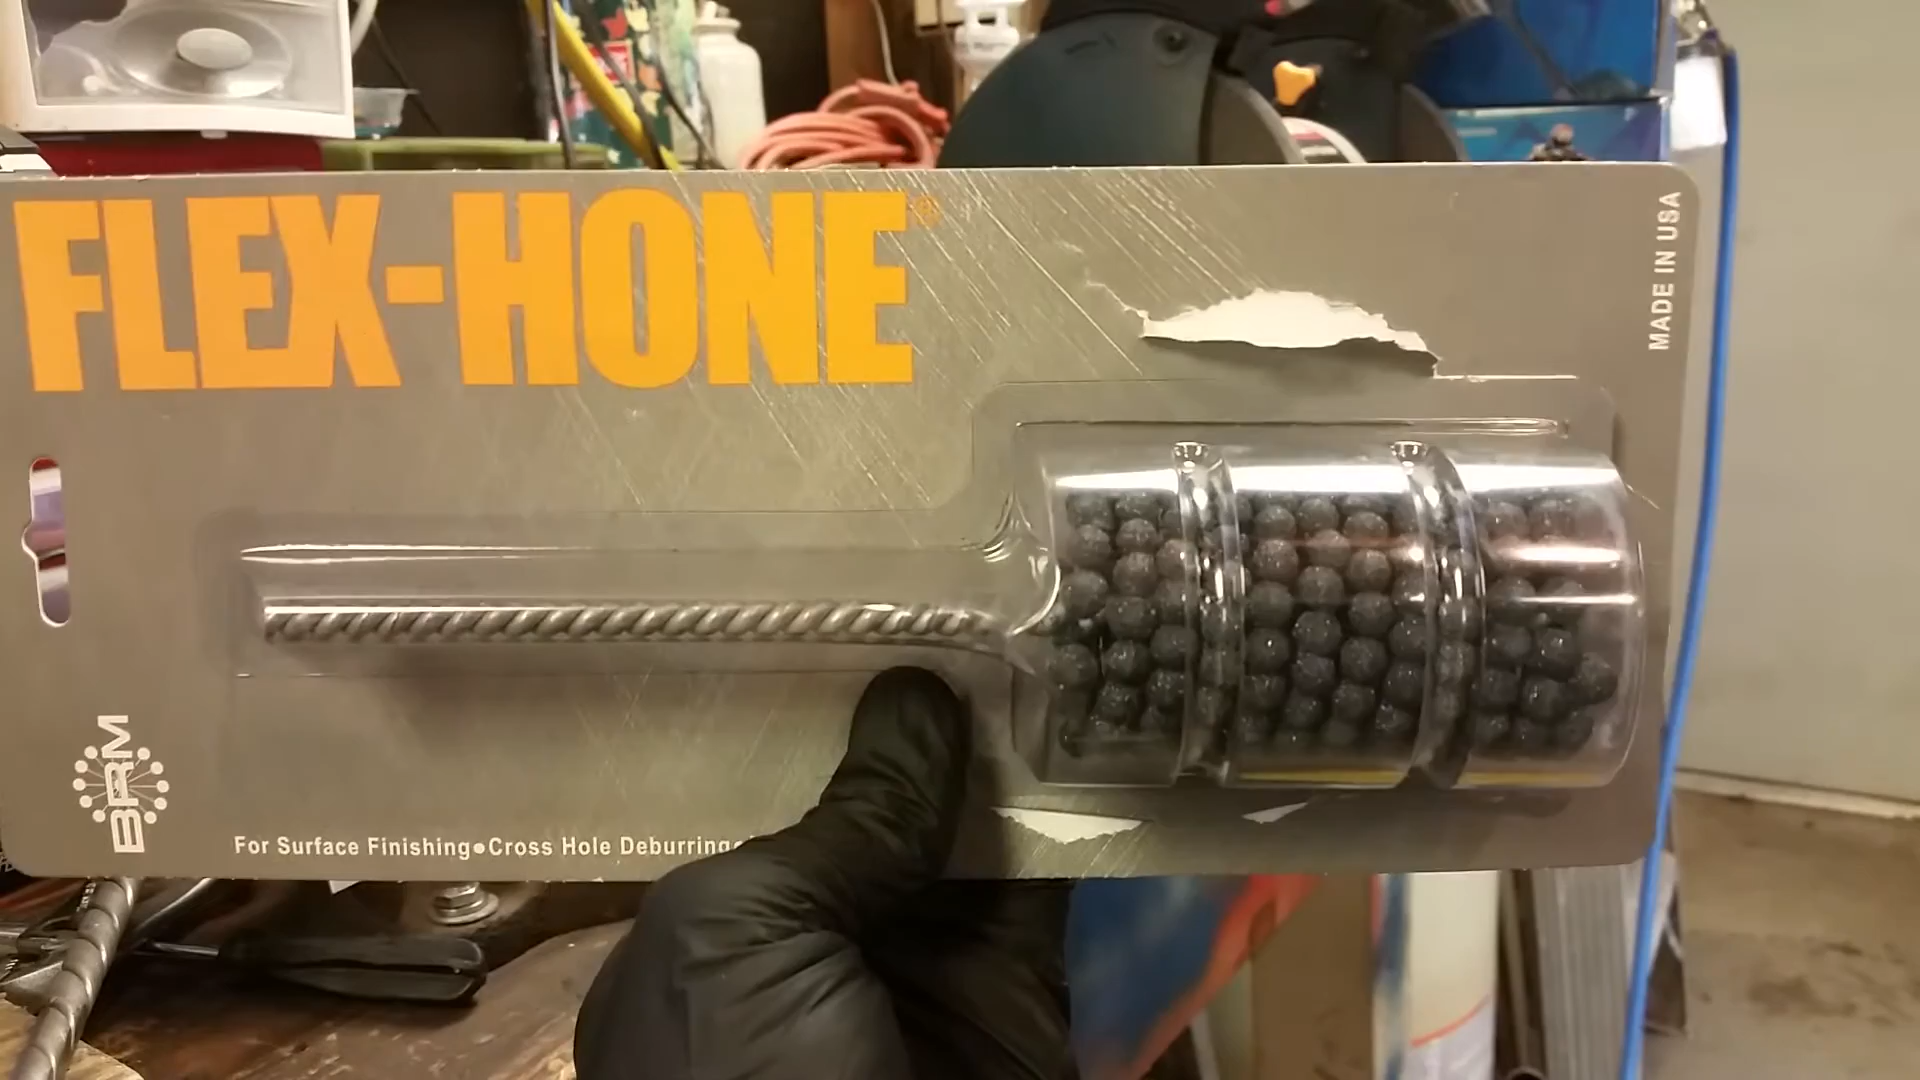 FLEX-HONE®
MADE IN USA
BRM
For Surface Finishing•Cross Hole Deburring•